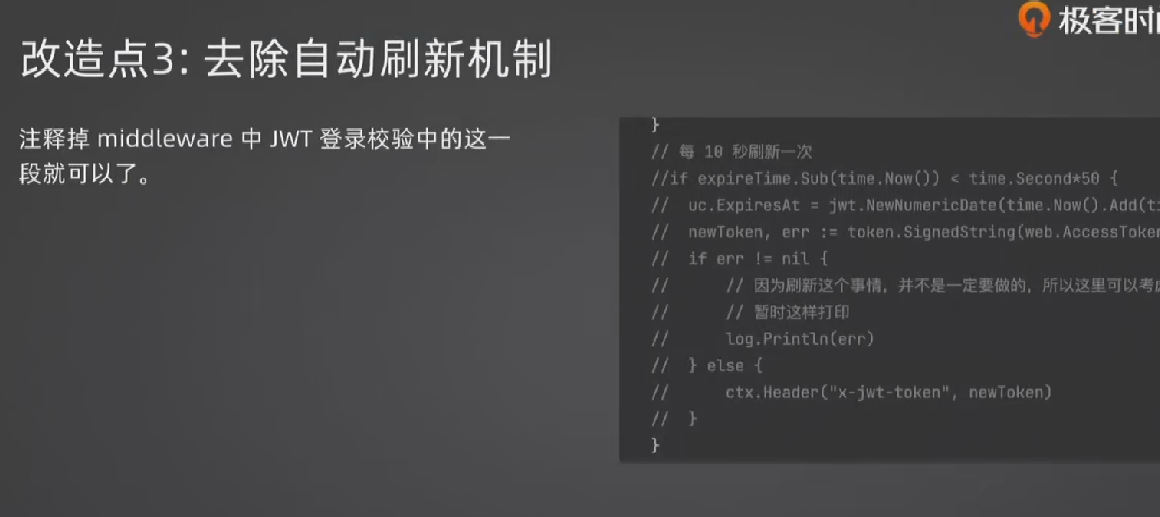 极客时
改造点3: 去除自动刷新机制
注释掉 middleware 中 JWT 登录校验中的这一
段就可以了。
}
// 每 10 秒刷新一次
//if expireTime.Sub(time.Now()) < time.Second*50 {
//  uc.ExpiresAt = jwt.NewNumericDate(time.Now().Add(ti
//  newToken, err := token.SignedString(web.AccessToken
//  if err != nil {
//      // 因为刷新这个事情，并不是一定要做的，所以这里可以考
//      // 暂时这样打印
//      log.Println(err)
//  } else {
//      ctx.Header("x-jwt-token", newToken)
//  }
}